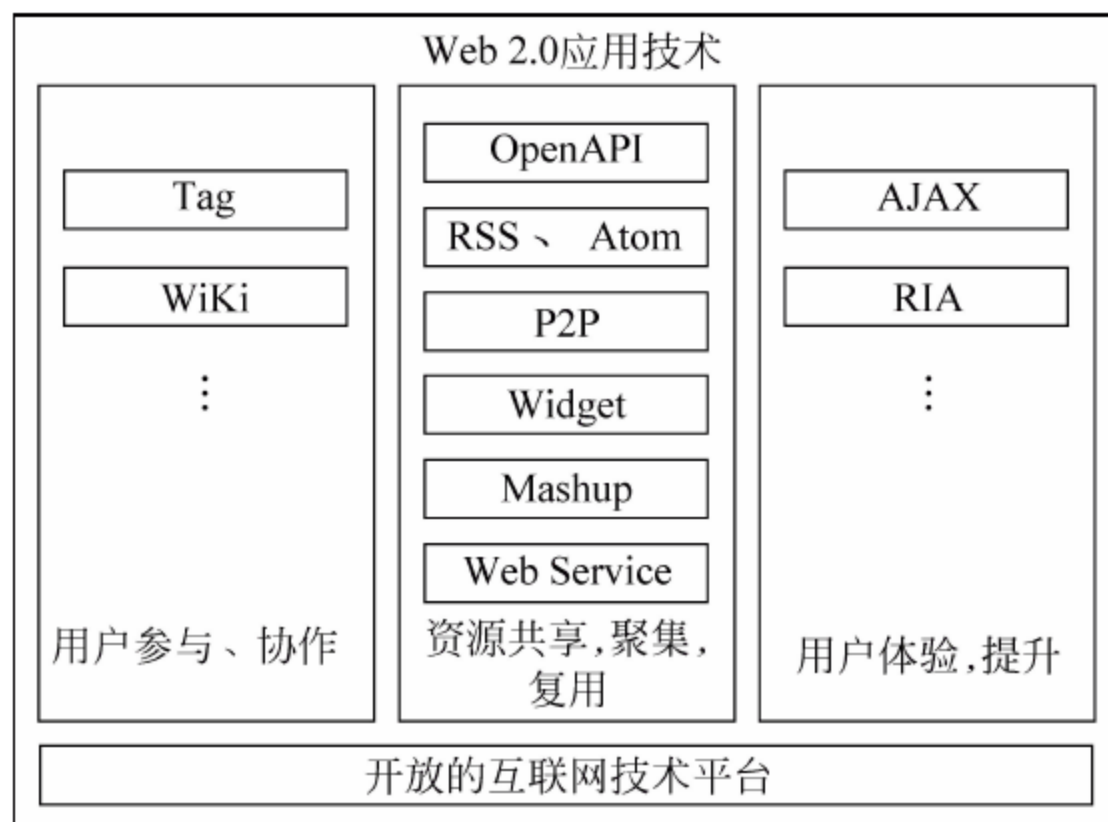 Web 2.0应用技术
Tag
WiKi
⋮
用户参与、协作
OpenAPI
RSS、 Atom
P2P
Widget
Mashup
Web Service
资源共享,聚集,
复用
AJAX
RIA
⋮
用户体验,提升
开放的互联网技术平台